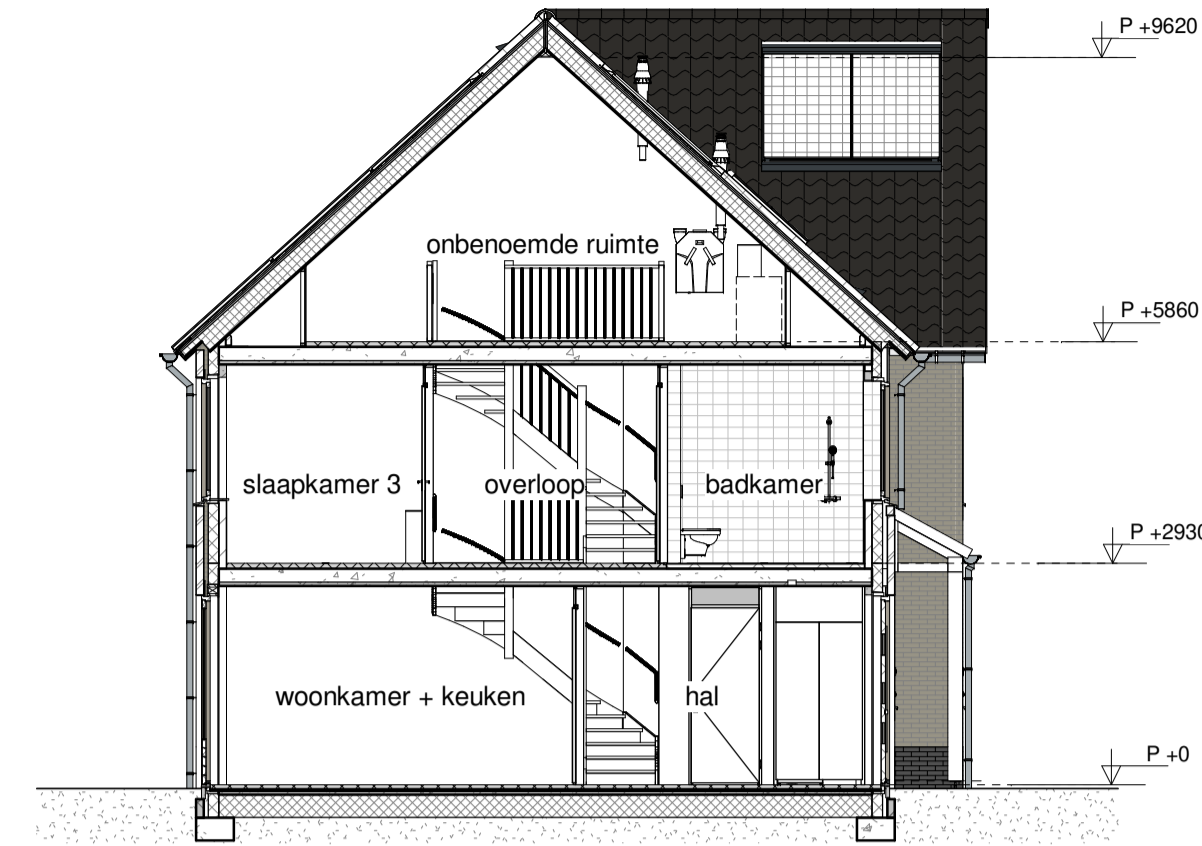 P +9620
onbenoemde ruimte
P +5860
slaapkamer 3
overloop
badkamer
P +2930
woonkamer + keuken
hal
P +0